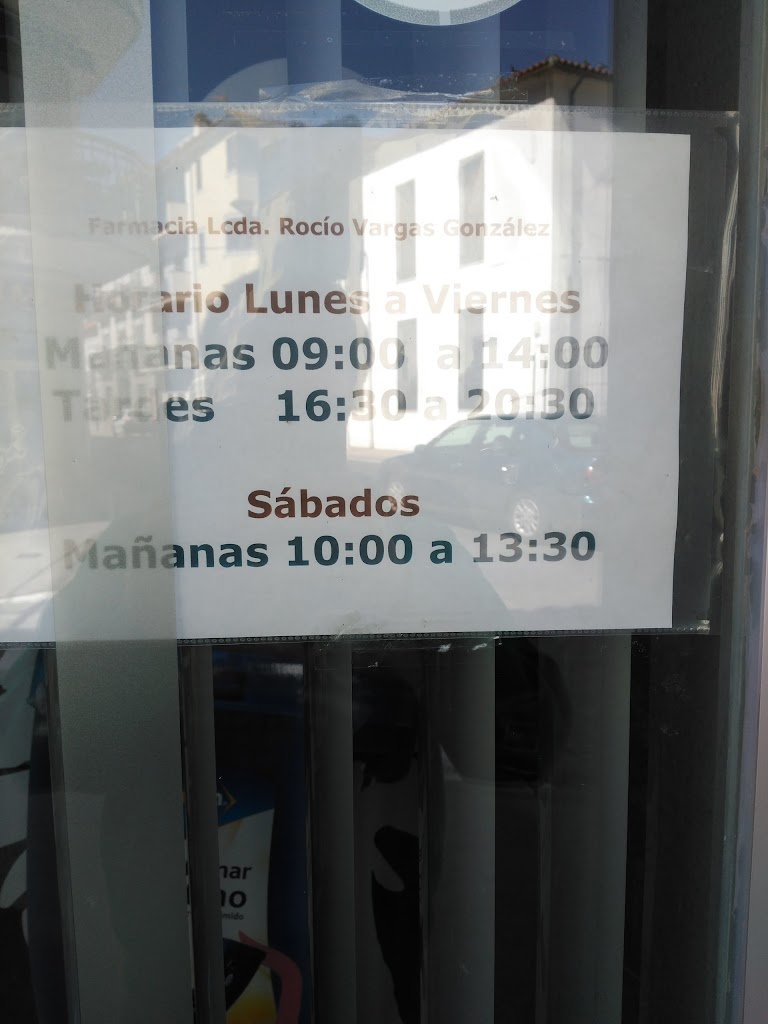 Farmacia Lcda. Rocío Vargas González
Horario Lunes a Viernes
Mañanas 09:00 a 14:00
Tardes 16:30 a 20:30
Sábados
Mañanas 10:00 a 13:30